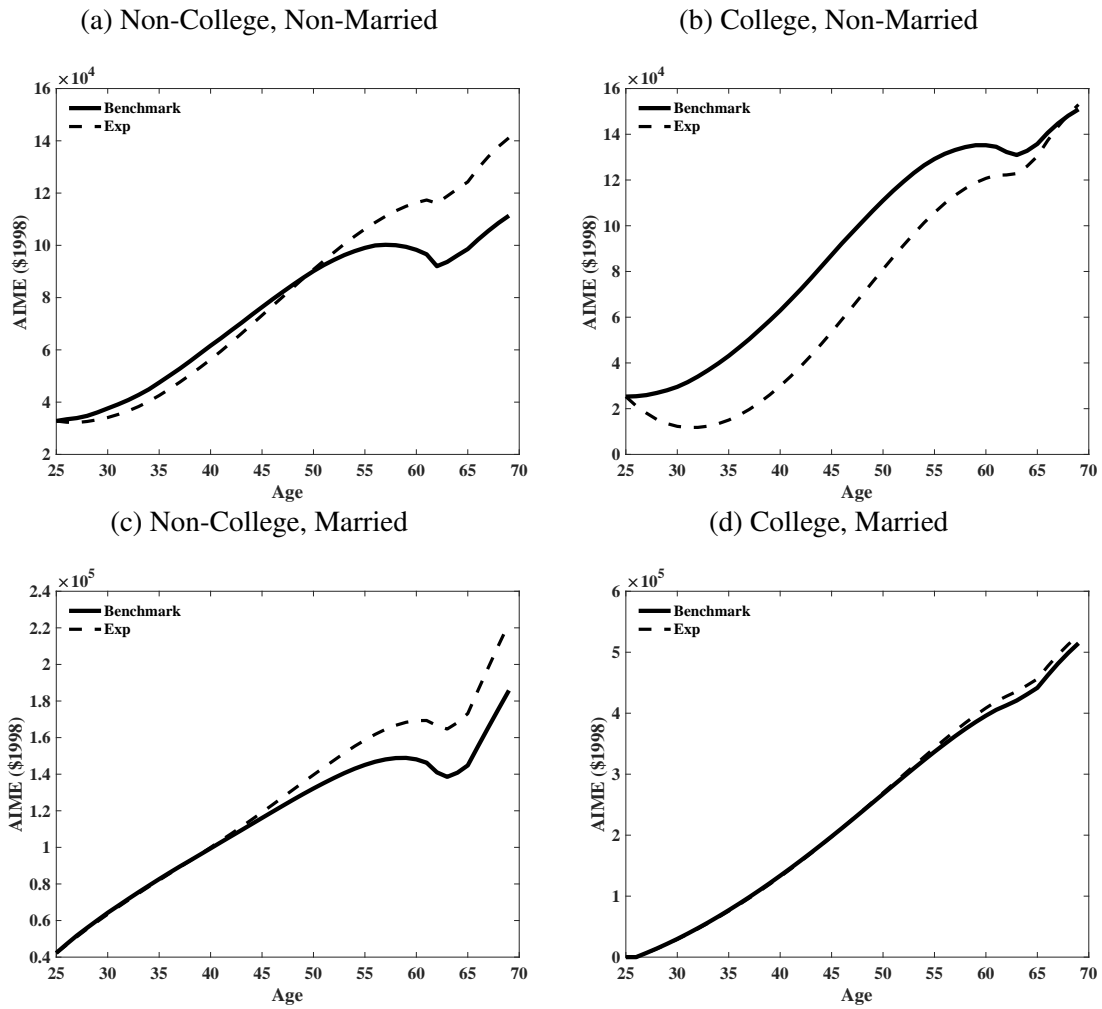 (a) Non-College, Non-Married
×10⁴
16
14
12
10
8
6
4
2
AIME ($1998)
Benchmark
Exp
25 30 35 40 45 50 55 60 65 70
Age
(b) College, Non-Married
×10⁴
16
14
12
10
8
6
4
2
0
AIME ($1998)
Benchmark
Exp
25 30 35 40 45 50 55 60 65 70
Age
(c) Non-College, Married
×10⁵
2.4
2.2
2
1.8
1.6
1.4
1.2
1
0.8
0.6
0.4
AIME ($1998)
Benchmark
Exp
25 30 35 40 45 50 55 60 65 70
Age
(d) College, Married
×10⁵
6
5
4
3
2
1
0
AIME ($1998)
Benchmark
Exp
25 30 35 40 45 50 55 60 65 70
Age